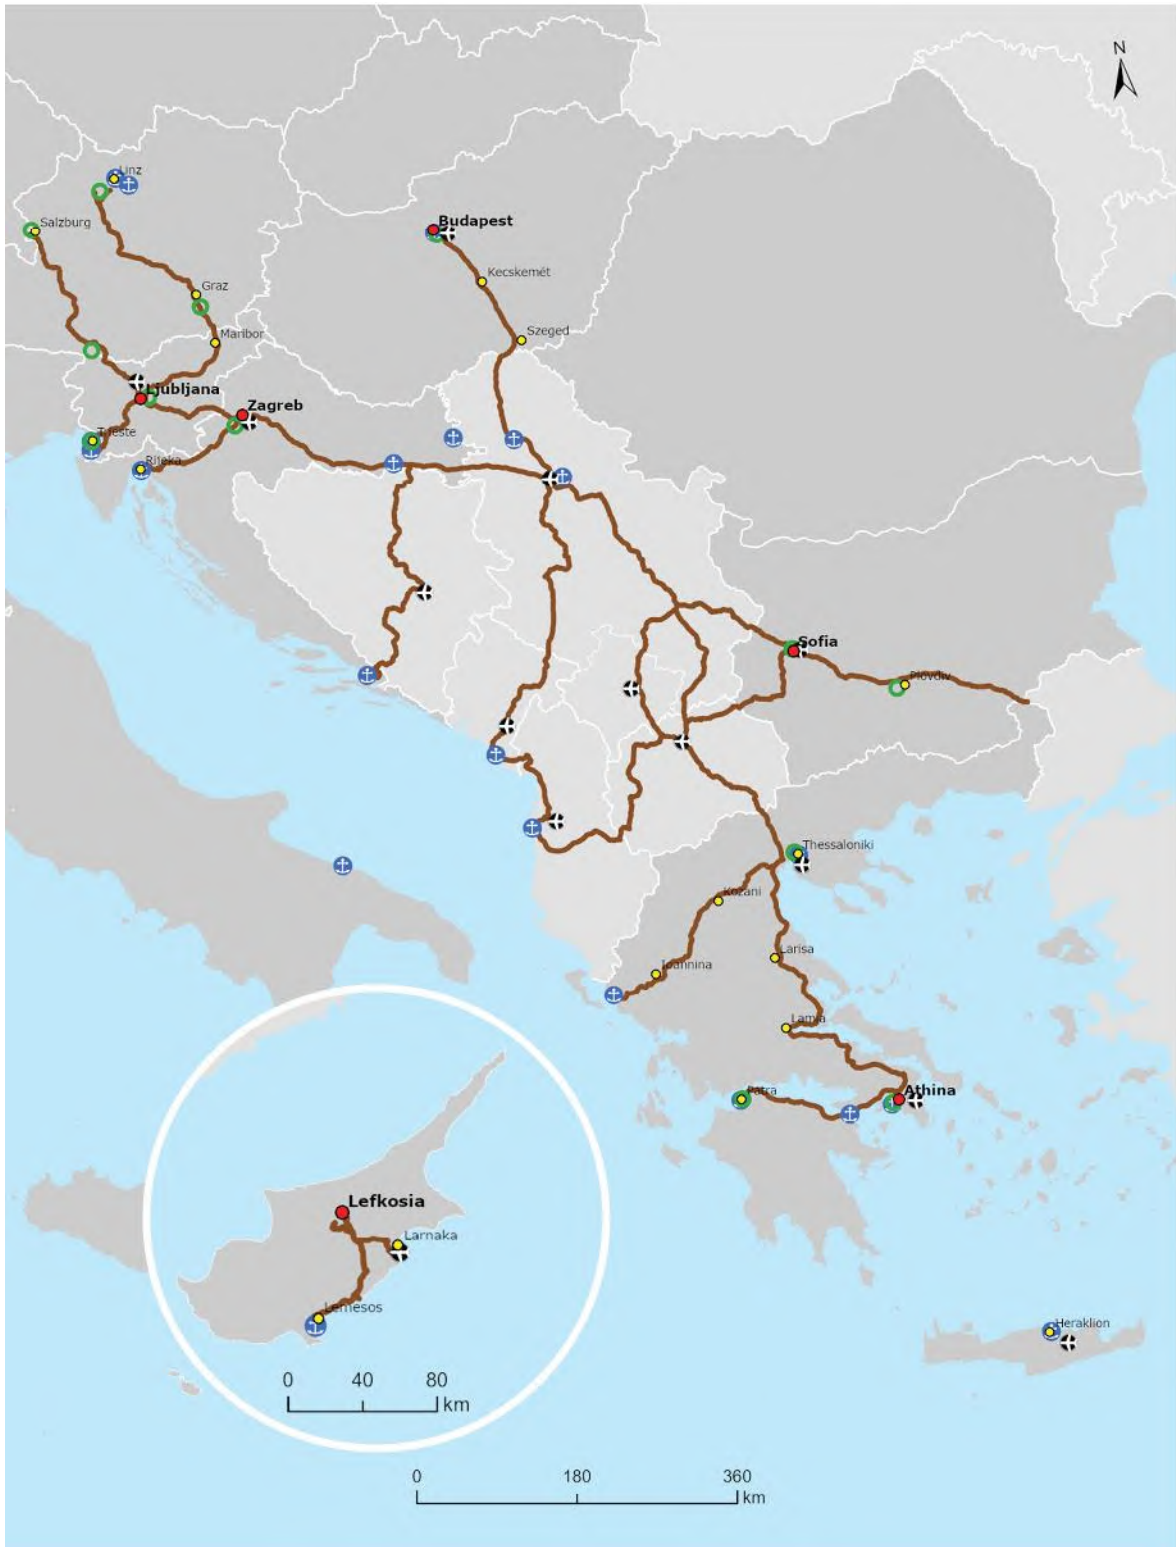 N
Linz
Salzburg
Budapest
Kecskemét
Graz
Szeged
Maribor
Ljubljana
Zagreb
Trieste
Rijeka
Sofia
Plovdiv
Thessaloniki
Kozani
Larisa
Ioannina
Lamia
Patra
Athina
Lefkosia
Larnaka
Lemesos
Heraklion
0 40 80
km
0 180 360
km